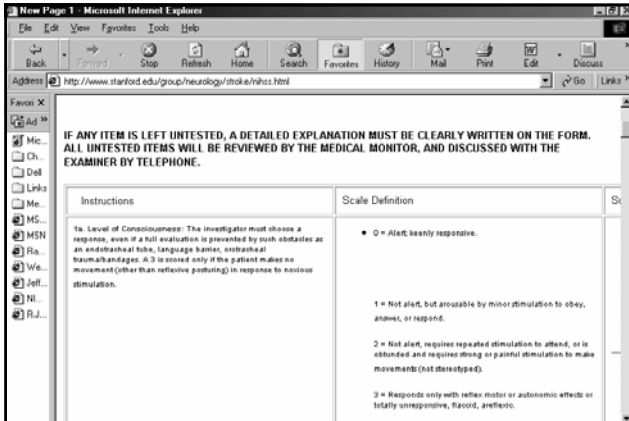 New Page 1 - Microsoft Internet Explorer
File Edit View Favorites Tools Help
Back Forward Stop Refresh Home Search Favorites History Mail Print Edit Discuss
Address http://www.stanford.edu/group/neurology/stroke/nihss.html Go Links
Favori X
Ad
Mic...
Ch...
Dell
Links
Me...
MS...
MSN
Ra...
We...
Jeff...
NI...
RJ...
IF ANY ITEM IS LEFT UNTESTED, A DETAILED EXPLANATION MUST BE CLEARLY WRITTEN ON THE FORM.
ALL UNTESTED ITEMS WILL BE REVIEWED BY THE MEDICAL MONITOR, AND DISCUSSED WITH THE
EXAMINER BY TELEPHONE.
Instructions
1a. Level of Consciousness: The investigator must choose a
response, even if a full evaluation is prevented by such obstacles as
an endotracheal tube, language barrier, orotracheal
trauma/bandages. A 3 is scored only if the patient makes no
movement (other than reflexive posturing) in response to noxious
stimulation.
Scale Definition
• 0 = Alert; keenly responsive.
1 = Not alert, but arousable by minor stimulation to obey,
answer, or respond.
2 = Not alert, requires repeated stimulation to attend, or is
obtunded and requires strong or painful stimulation to make
movements (not stereotyped).
3 = Responds only with reflex motor or autonomic effects or
totally unresponsive, flaccid, areflexic.